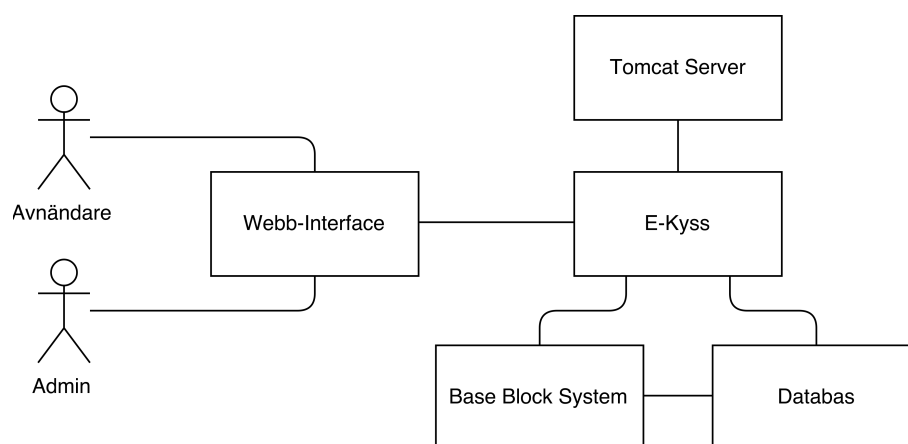 Tomcat Server
Avnändare
Webb-Interface
E-Kyss
Admin
Base Block System
Databas